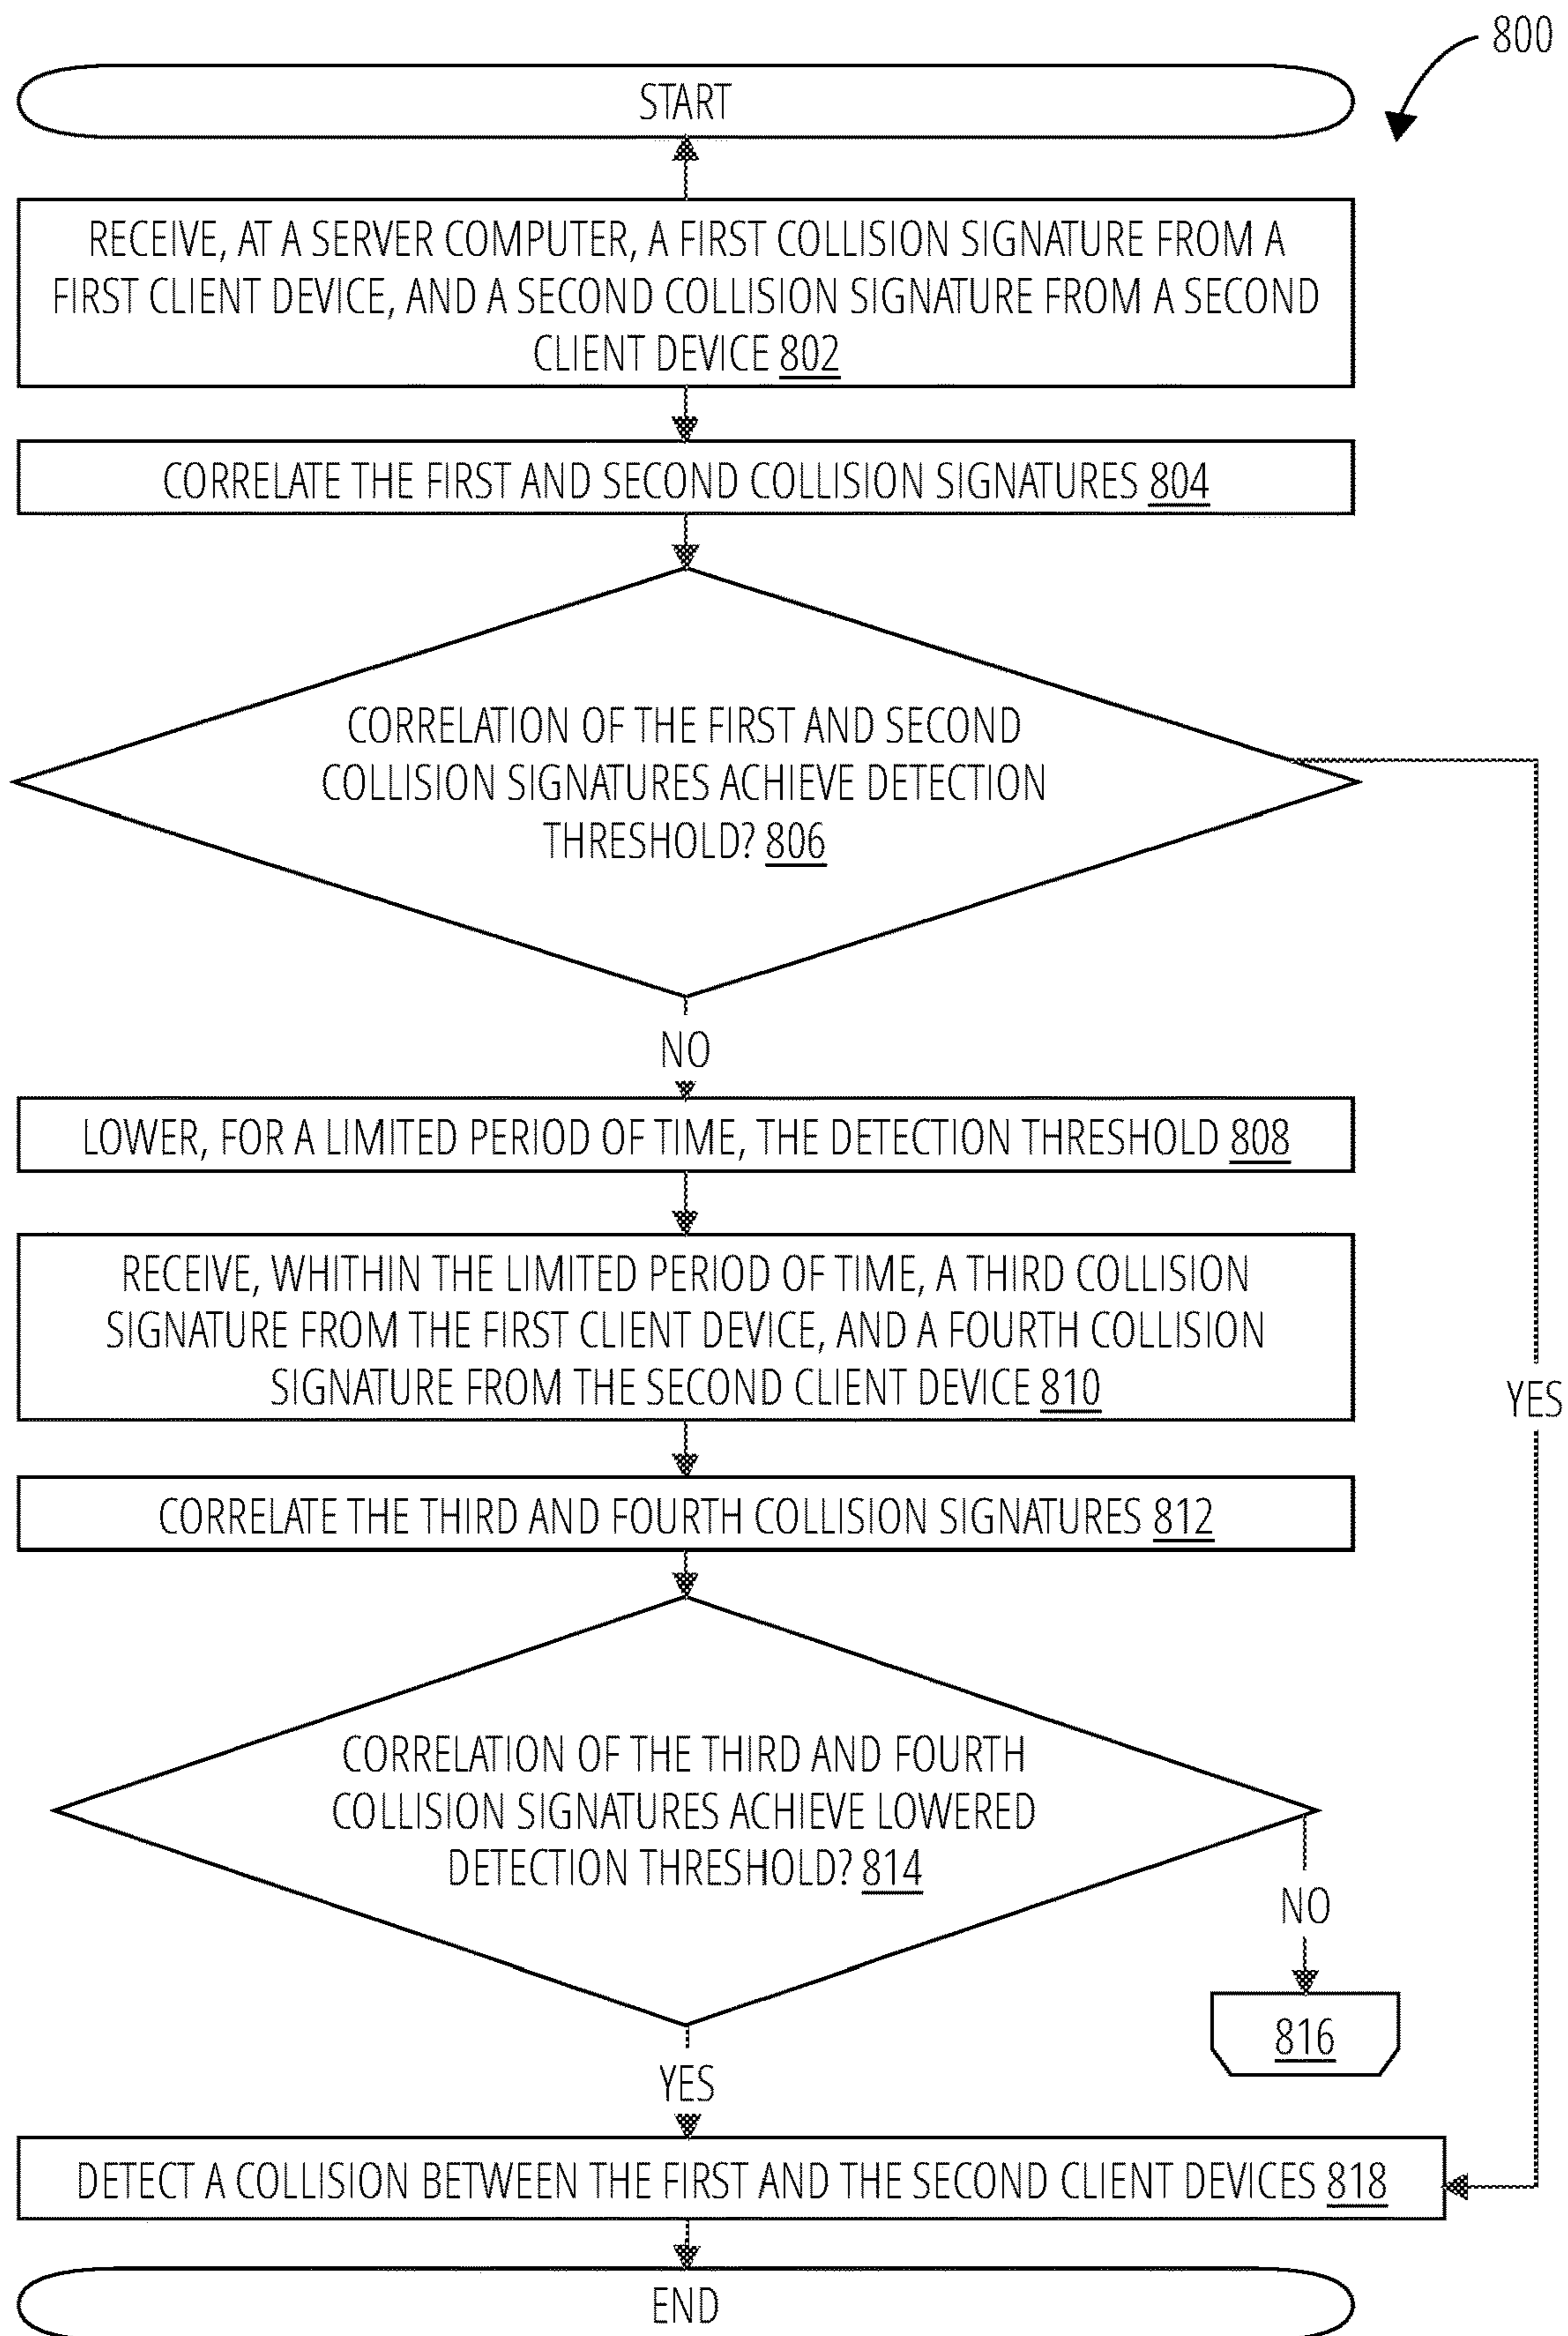 800
START
RECEIVE, AT A SERVER COMPUTER, A FIRST COLLISION SIGNATURE FROM A
FIRST CLIENT DEVICE, AND A SECOND COLLISION SIGNATURE FROM A SECOND
CLIENT DEVICE 802
CORRELATE THE FIRST AND SECOND COLLISION SIGNATURES 804
CORRELATION OF THE FIRST AND SECOND
COLLISION SIGNATURES ACHIEVE DETECTION
THRESHOLD? 806
NO
LOWER, FOR A LIMITED PERIOD OF TIME, THE DETECTION THRESHOLD 808
RECEIVE, WHITHIN THE LIMITED PERIOD OF TIME, A THIRD COLLISION
SIGNATURE FROM THE FIRST CLIENT DEVICE, AND A FOURTH COLLISION
SIGNATURE FROM THE SECOND CLIENT DEVICE 810
YES
CORRELATE THE THIRD AND FOURTH COLLISION SIGNATURES 812
CORRELATION OF THE THIRD AND FOURTH
COLLISION SIGNATURES ACHIEVE LOWERED
DETECTION THRESHOLD? 814
NO
816
YES
DETECT A COLLISION BETWEEN THE FIRST AND THE SECOND CLIENT DEVICES 818
END